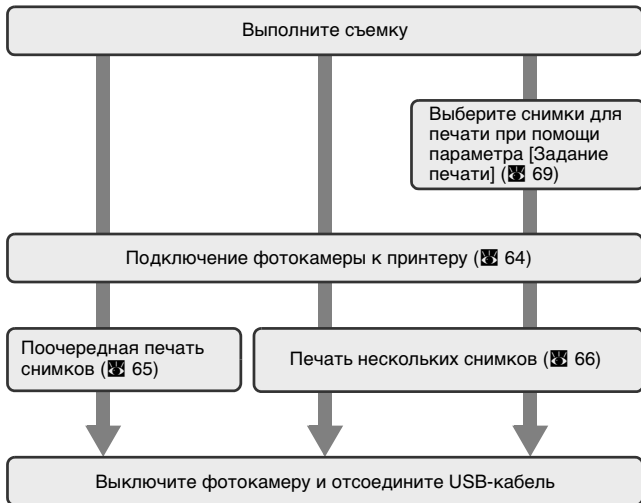 Выполните съемку
Выберите снимки для
печати при помощи
параметра [Задание
печати] ( 69)
Подключение фотокамеры к принтеру ( 64)
Поочередная печать
снимков ( 65)
Печать нескольких снимков ( 66)
Выключите фотокамеру и отсоедините USB-кабель